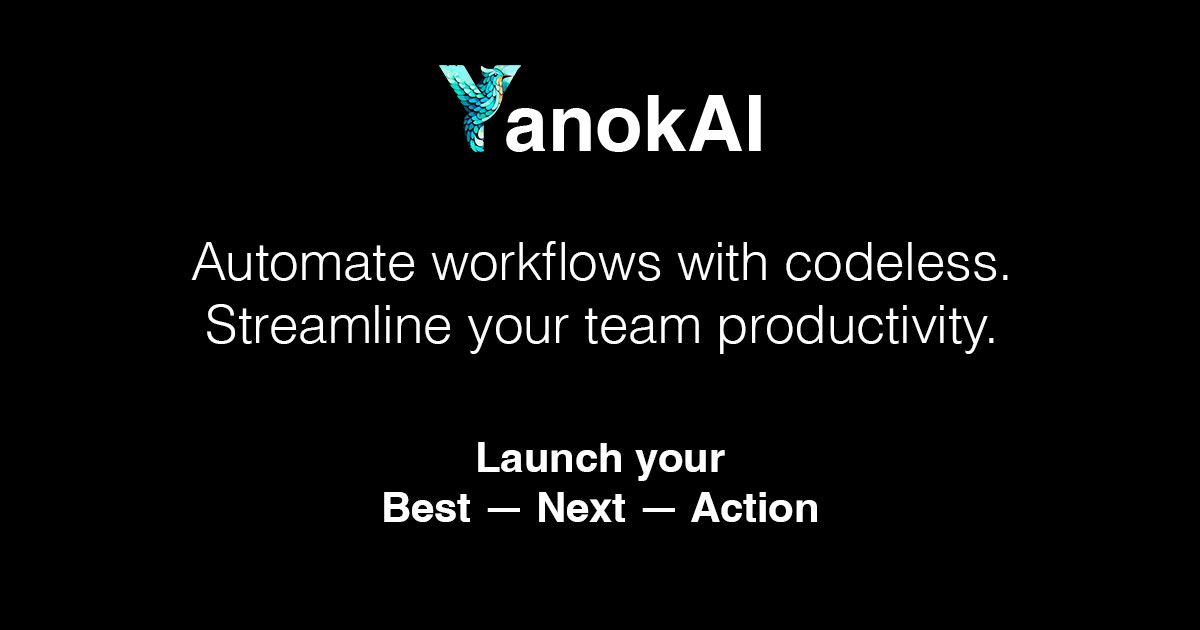 YanokAI
Automate workflows with codeless.
Streamline your team productivity.
Launch your
Best — Next — Action